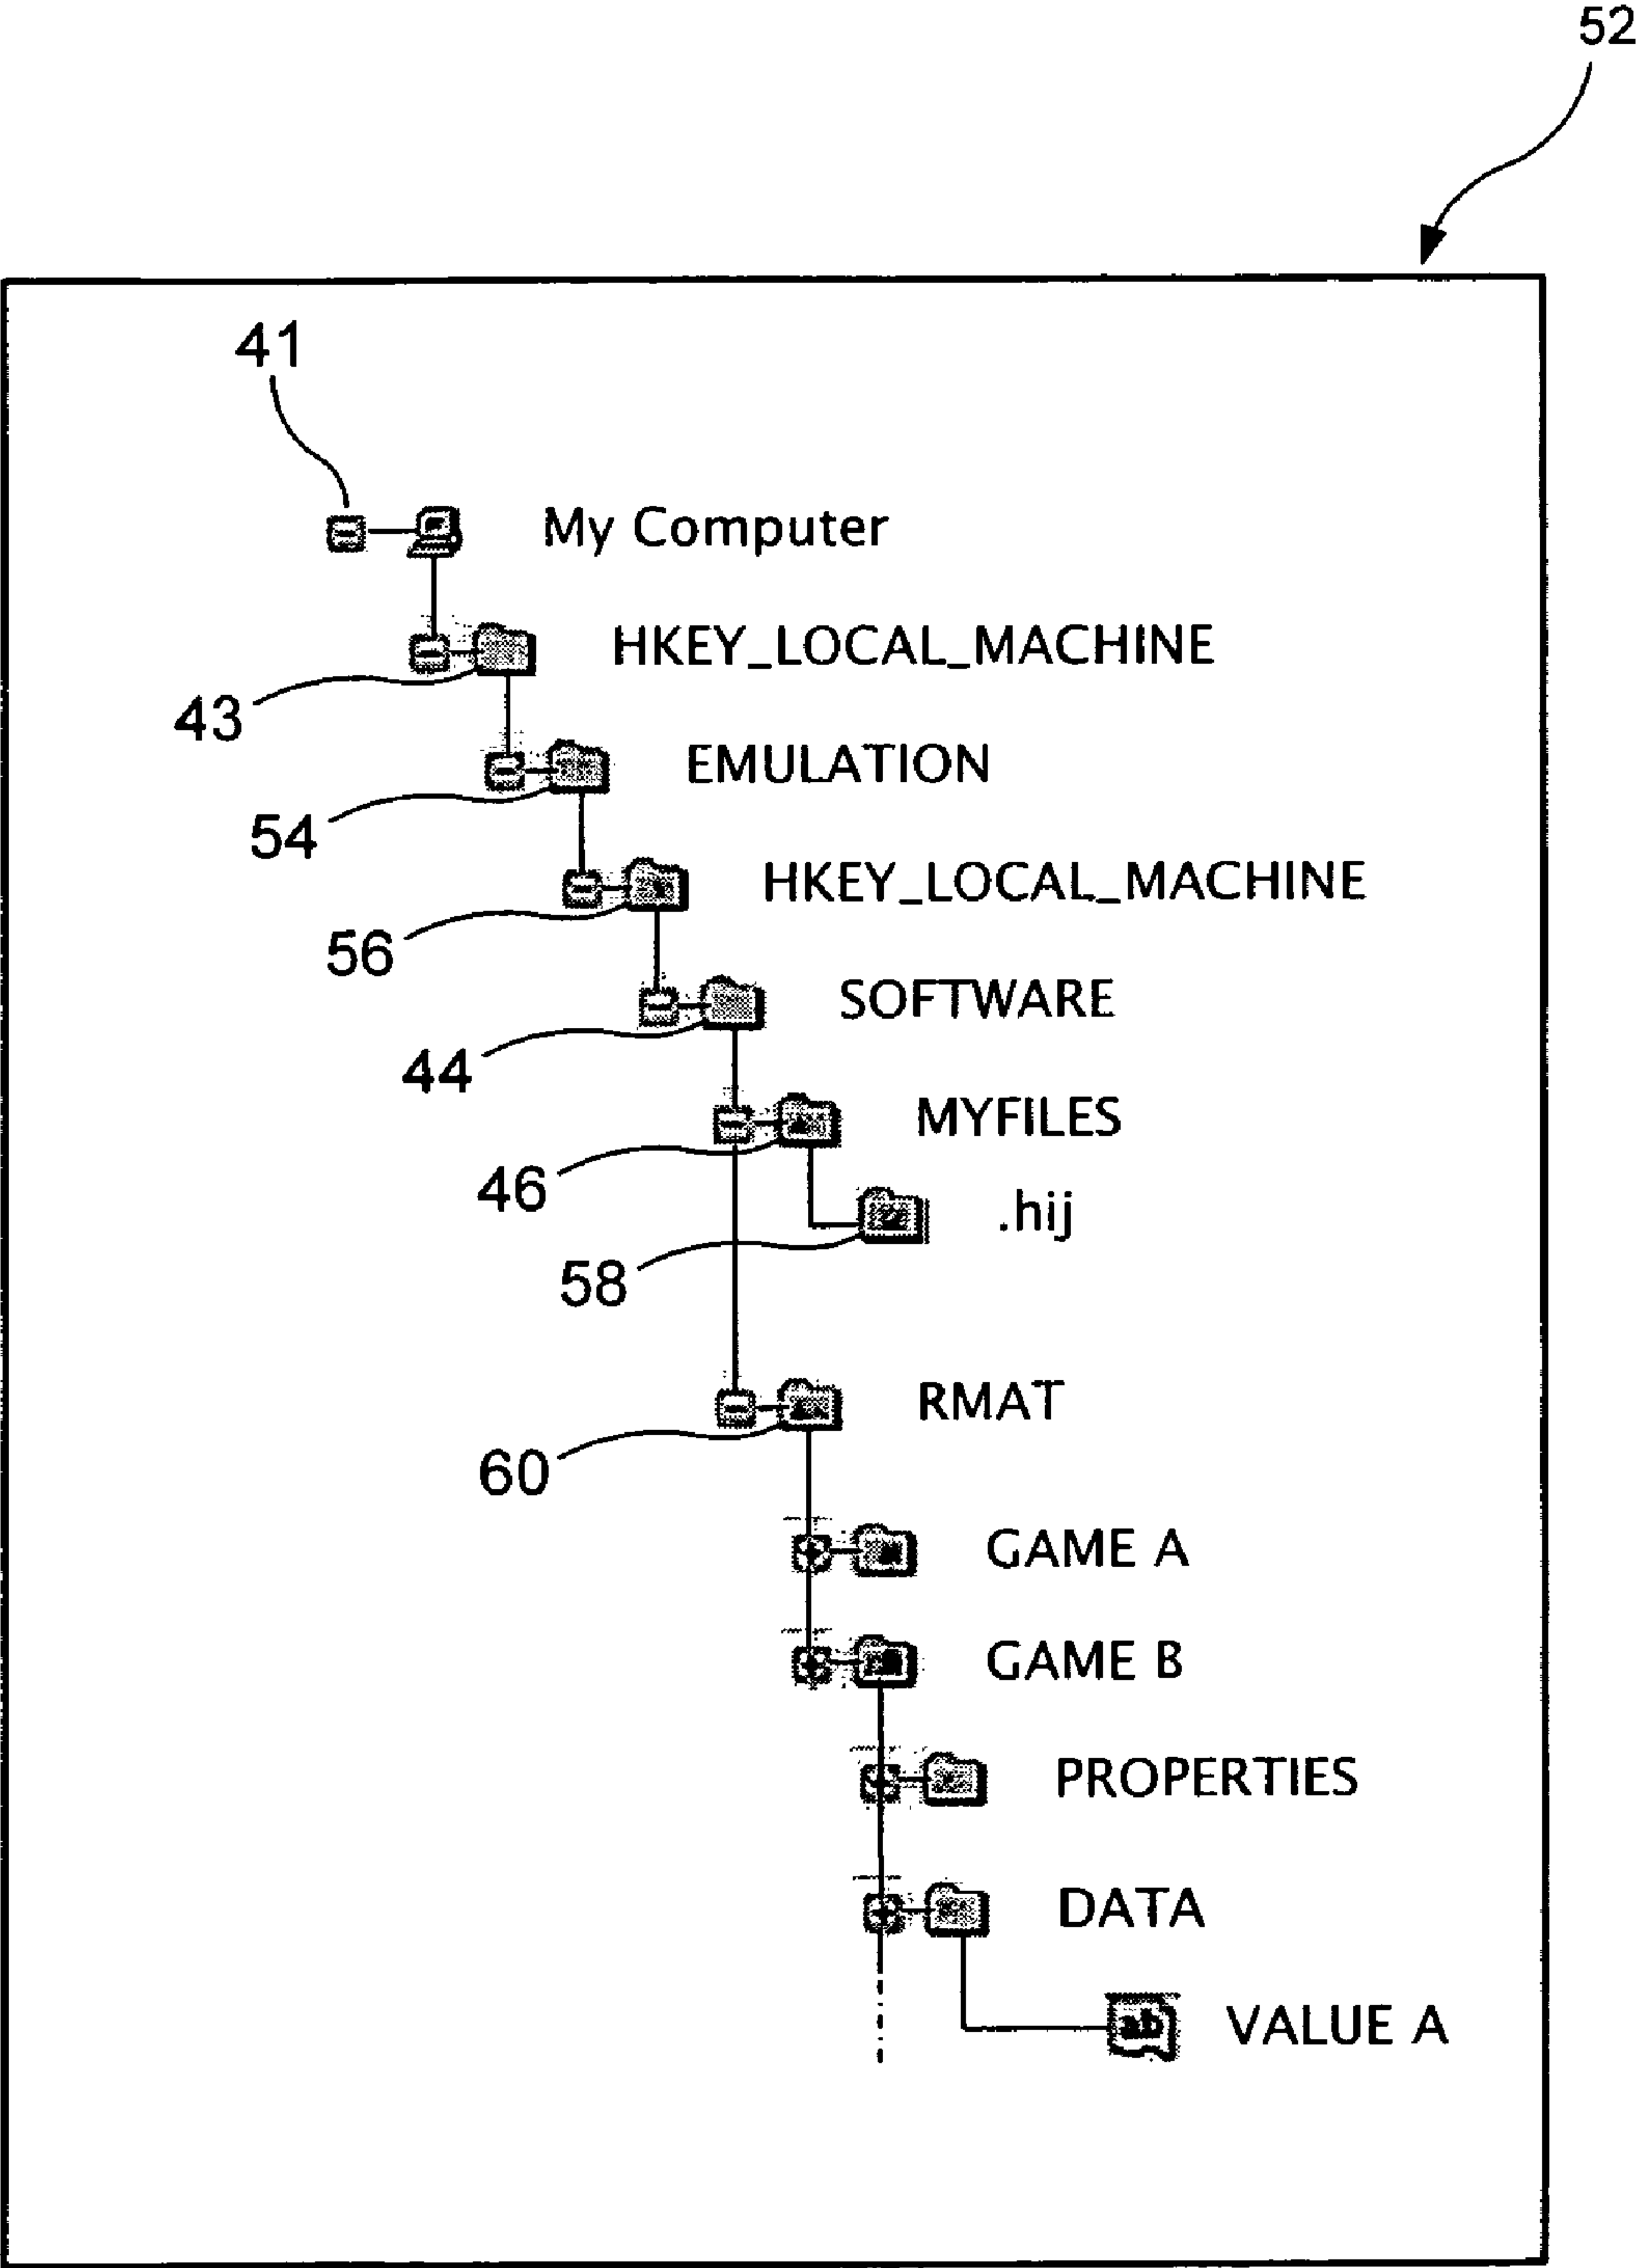 52
41
My Computer
HKEY_LOCAL_MACHINE
43
EMULATION
54
HKEY_LOCAL_MACHINE
56
SOFTWARE
44
MYFILES
46
.hij
58
RMAT
60
GAME A
GAME B
PROPERTIES
DATA
ab VALUE A